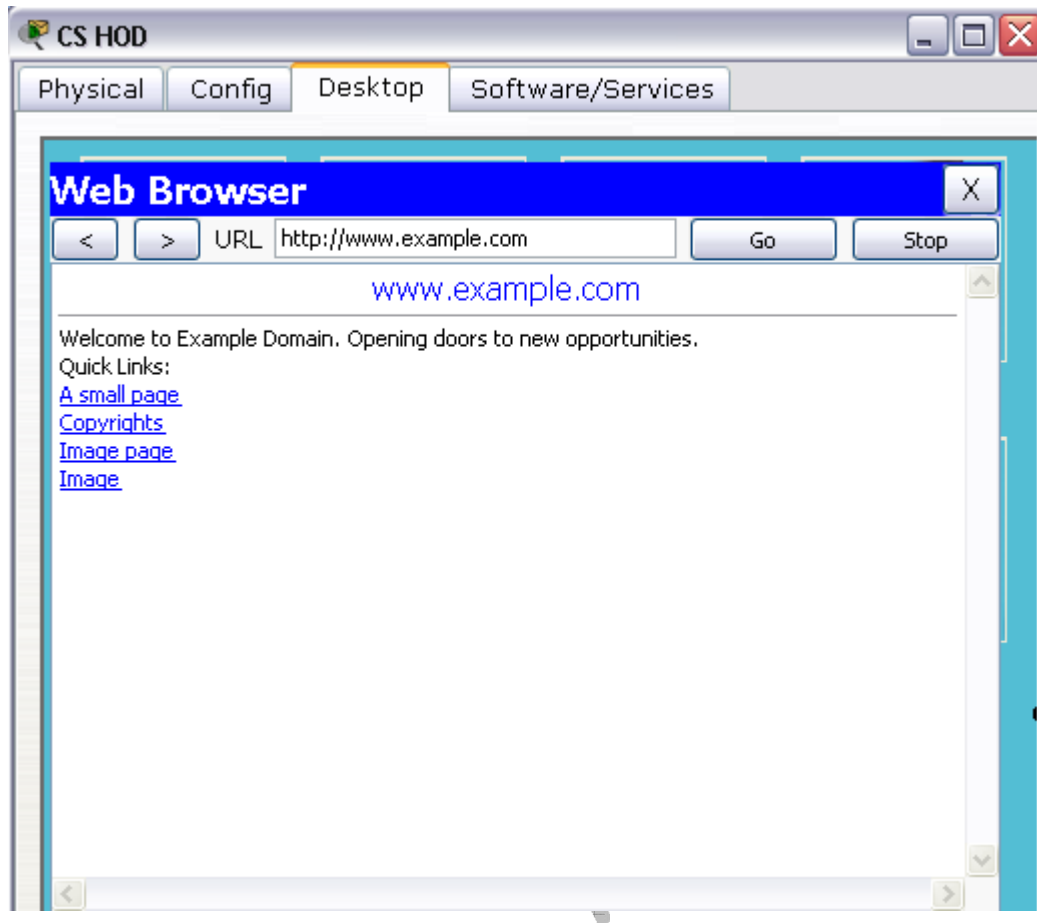 CS HOD
Physical Config Desktop Software/Services
Web Browser X
< > URL http://www.example.com Go Stop
www.example.com
Welcome to Example Domain. Opening doors to new opportunities.
Quick Links:
A small page
Copyrights
Image page
Image